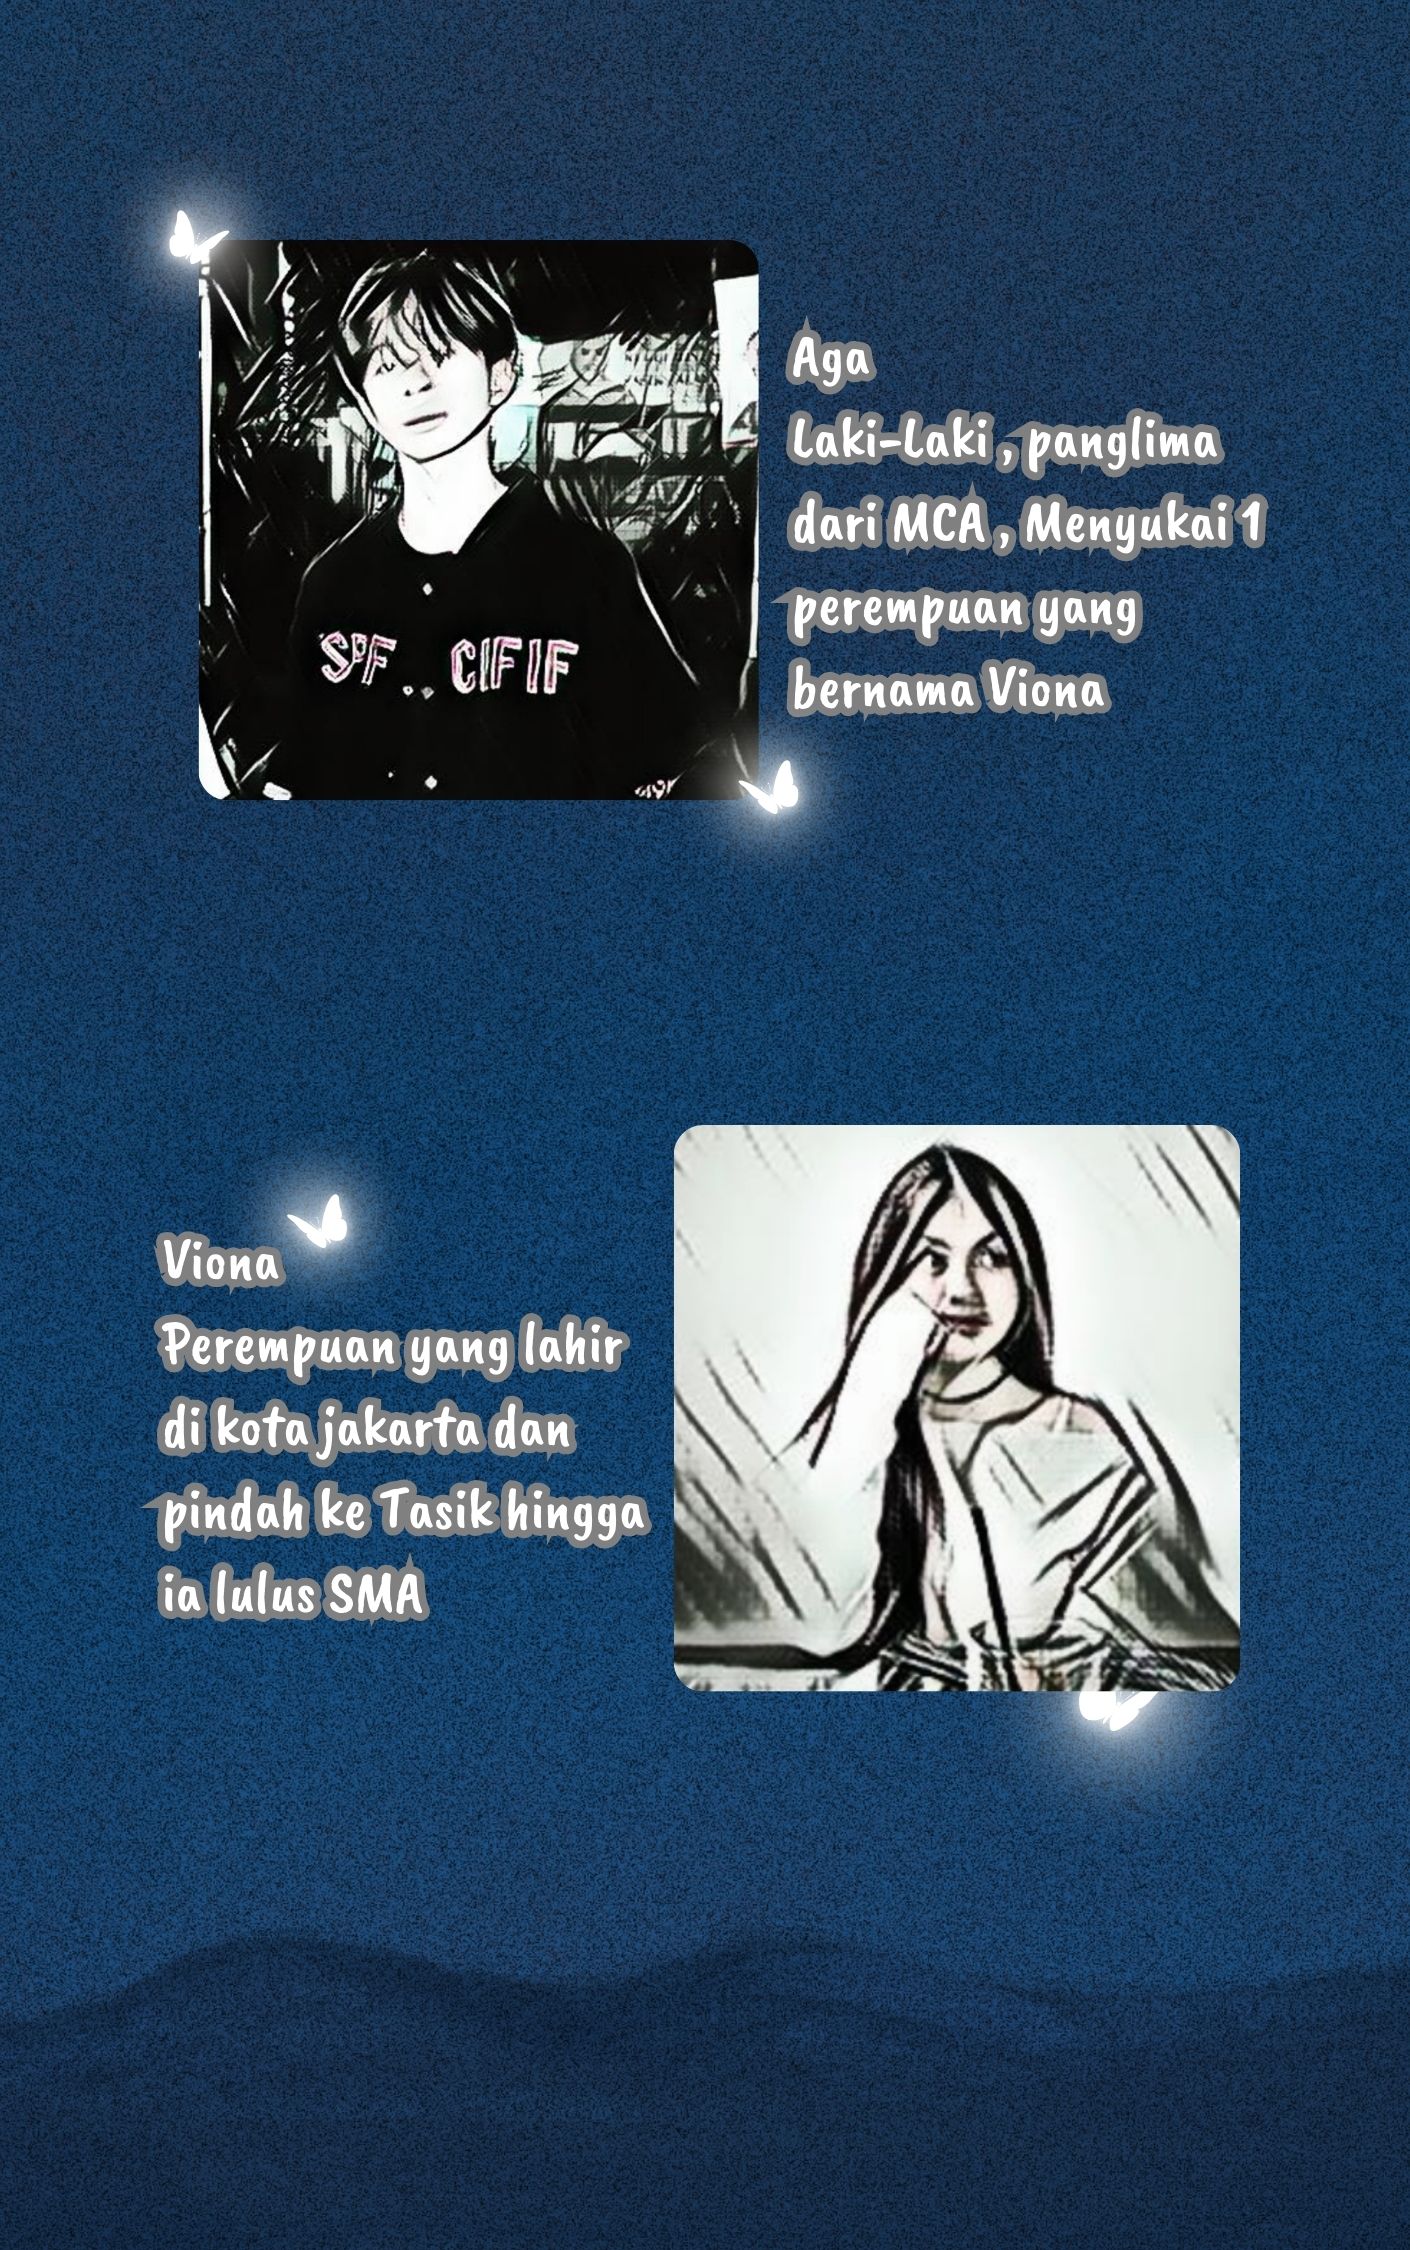 Aga
Laki-Laki , panglima
dari MCA , Menyukai 1
perempuan yang
bernama Viona
SPF .. CIFIF
Viona
Perempuan yang lahir
di kota jakarta dan
pindah ke Tasik hingga
ia lulus SMA